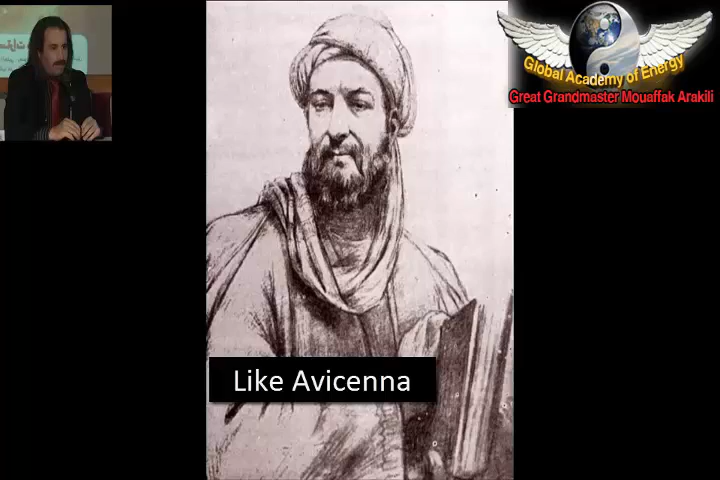 Global Academy of Energy
Great Grandmaster Mouaffak Arakili
Like Avicenna